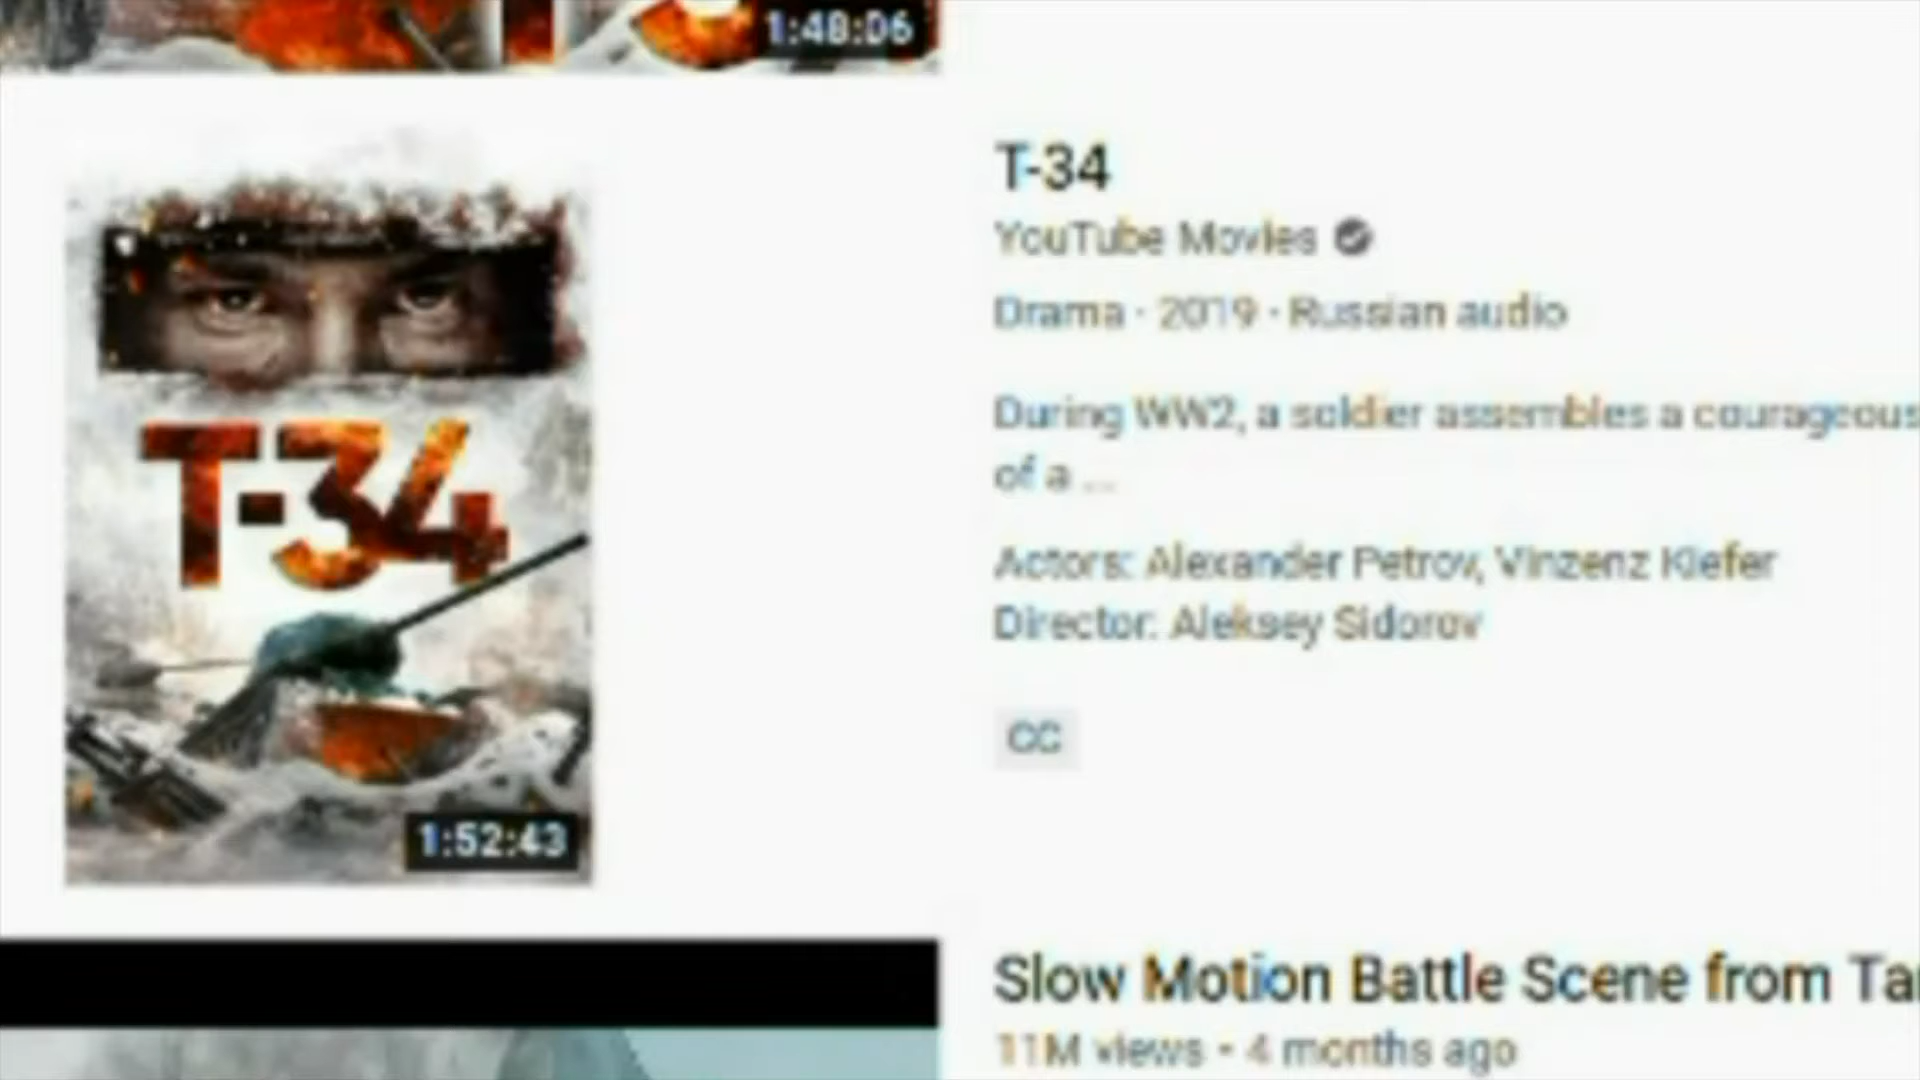 1:48:06
T-34
YouTube Movies
Drama · 2019 · Russian audio
During WW2, a soldier assembles a courageous
of a ...
Actors: Alexander Petrov, Vinzenz Kiefer
Director: Aleksey Sidorov
CC
T-34
1:52:43
Slow Motion Battle Scene from
11M views • 4 months ago